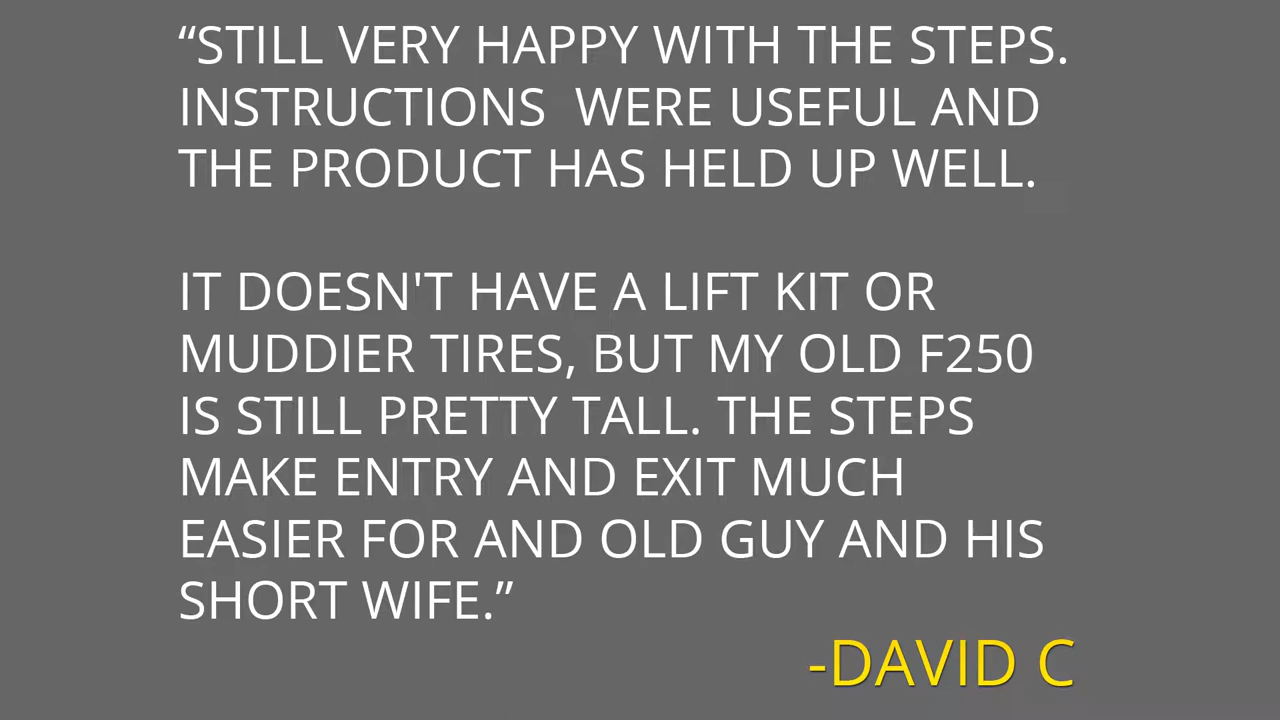 “STILL VERY HAPPY WITH THE STEPS.
INSTRUCTIONS  WERE USEFUL AND
THE PRODUCT HAS HELD UP WELL.
IT DOESN'T HAVE A LIFT KIT OR
MUDDIER TIRES, BUT MY OLD F250
IS STILL PRETTY TALL. THE STEPS
MAKE ENTRY AND EXIT MUCH
EASIER FOR AND OLD GUY AND HIS
SHORT WIFE.”
-DAVID C